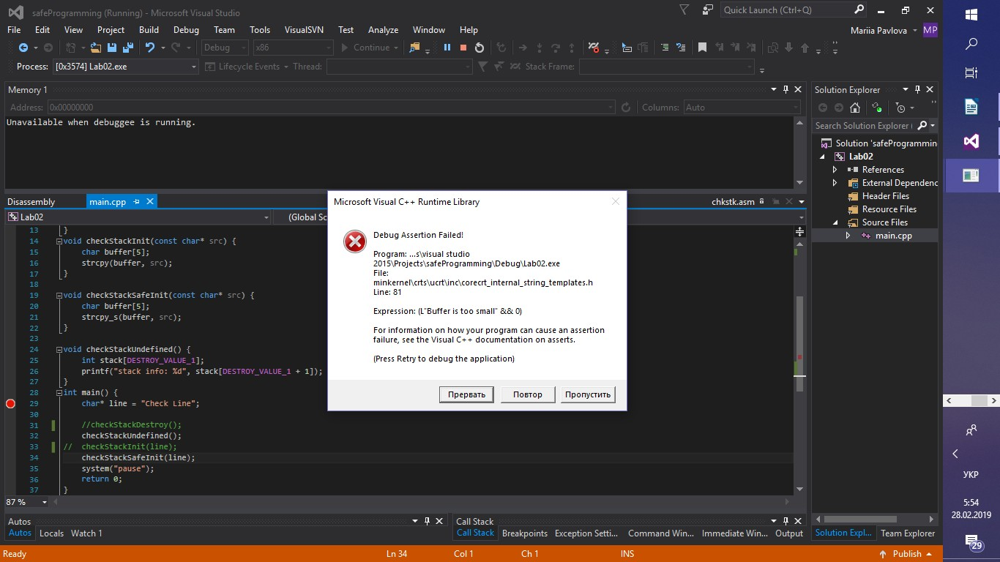 safeProgramming (Running) - Microsoft Visual Studio
Quick Launch (Ctrl+Q)
File Edit View Project Build Debug Team Tools VisualSVN Test Analyze Window Help
Mariia Pavlova MP
Debug x86 Continue
Process: [0x3574] Lab02.exe Lifecycle Events Thread: Stack Frame:
Memory 1
Address: 0x00000000 Columns: Auto
Unavailable when debuggee is running.
Disassembly main.cpp chkstk.asm
Lab02 (Global Sc
13 }
14 void checkStackInit(const char* src) {
15 char buffer[5];
16 strcpy(buffer, src);
17 }
18
19 void checkStackSafeInit(const char* src) {
20 char buffer[5];
21 strcpy_s(buffer, src);
22 }
23
24 void checkStackUndefined() {
25 int stack[DESTROY_VALUE_1];
26 printf("stack info: %d", stack[DESTROY_VALUE_1 + 1]);
27 }
28 int main() {
29 char* line = "Check Line";
30
31 //checkStackDestroy();
32 checkStackUndefined();
33 // checkStackInit(line);
34 checkStackSafeInit(line);
35 system("pause");
36 return 0;
37 }
87 %
Microsoft Visual C++ Runtime Library
Debug Assertion Failed!
Program: ...s\visual studio
2015\Projects\safeProgramming\Debug\Lab02.exe
File:
minkernel\crts\ucrt\inc\corecrt_internal_string_templates.h
Line: 81
Expression: (L"Buffer is too small" && 0)
For information on how your program can cause an assertion
failure, see the Visual C++ documentation on asserts.
(Press Retry to debug the application)
Прервать Повтор Пропустить
Solution Explorer
Search Solution Explorer (
Solution 'safeProgrammin
Lab02
References
External Dependenc
Header Files
Resource Files
Source Files
main.cpp
Autos
Autos Locals Watch 1
Call Stack
Call Stack Breakpoints Exception Setti... Command Win... Immediate Win... Output
Solution Expl... Team Explorer
Ready Ln 34 Col 1 Ch 1 INS Publish
УКР
5:54
28.02.2019
29